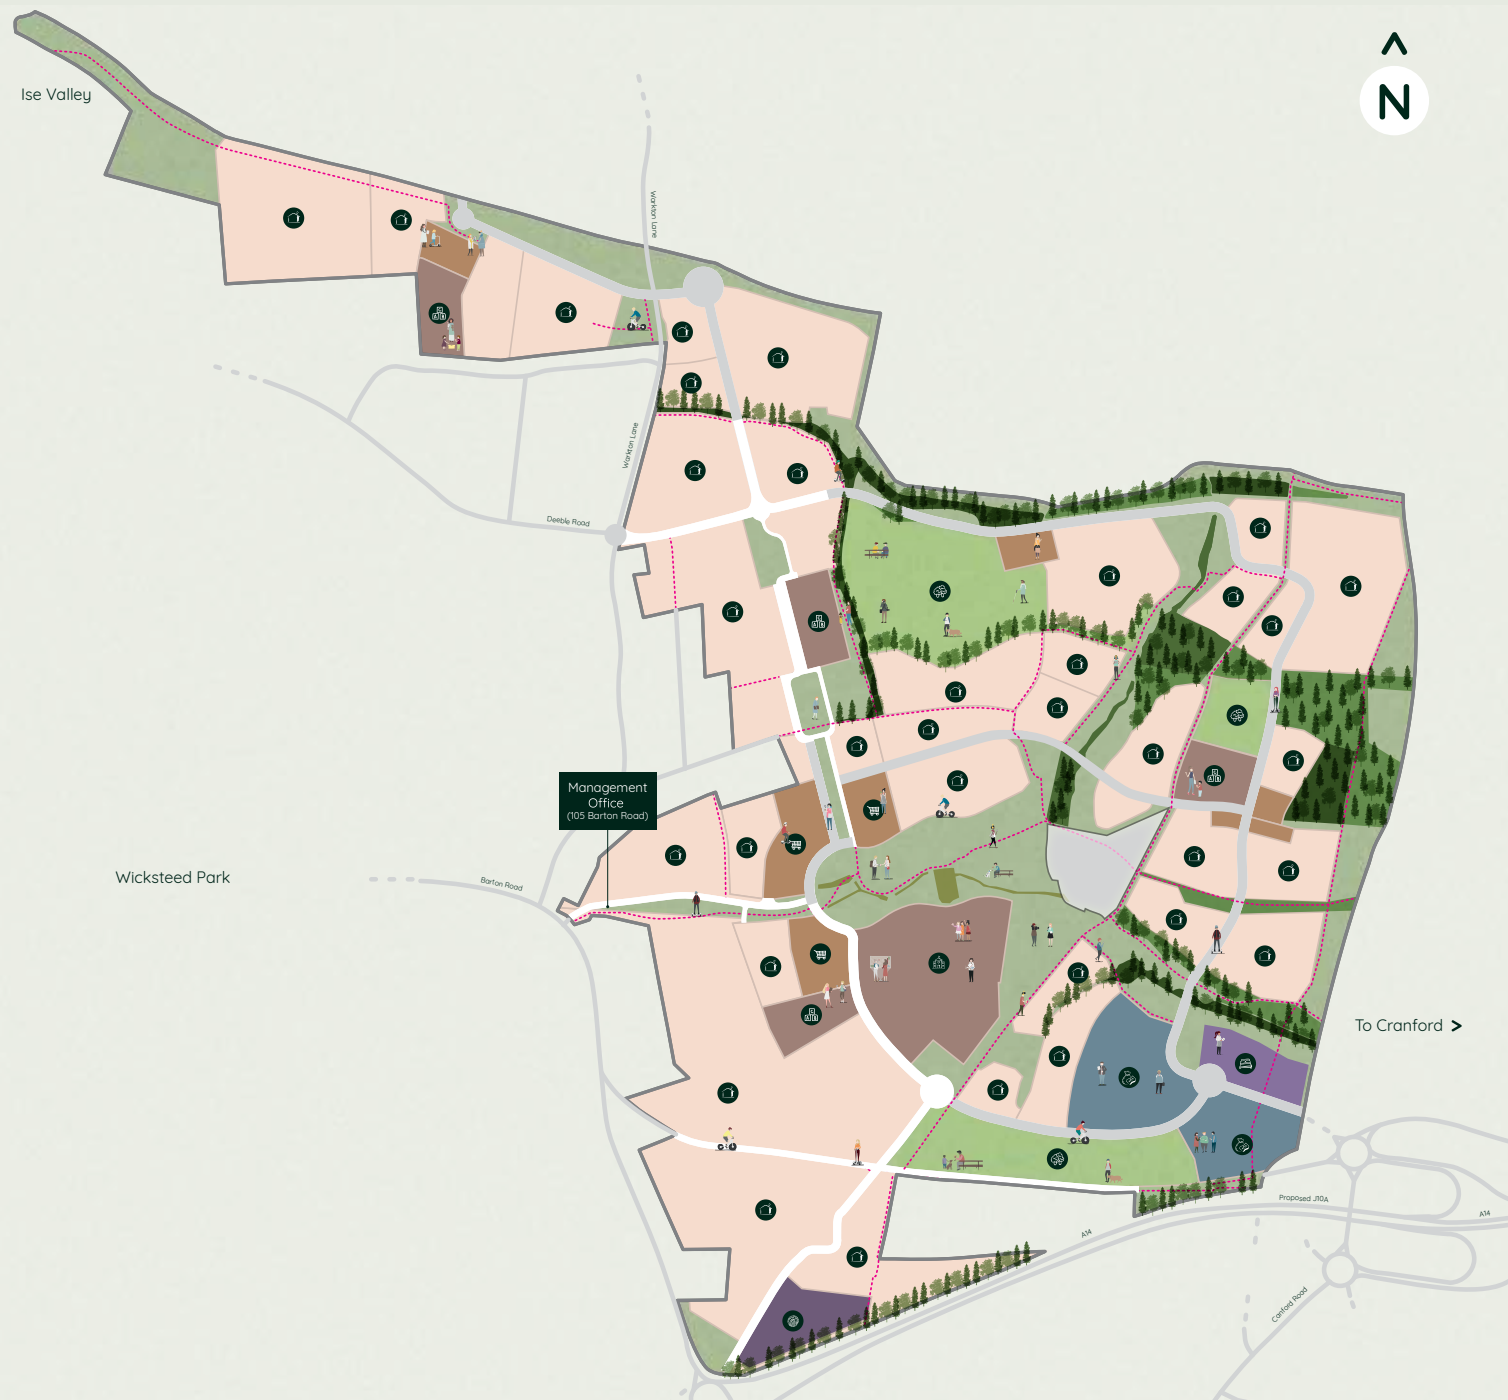 N
Ise Valley
Warkton Lane
Warkton Lane
Deeble Road
Management
Office
(105 Barton Road)
Wicksteed Park
Barton Road
To Cranford >
Proposed J10A
A14
A14
Cranford Road